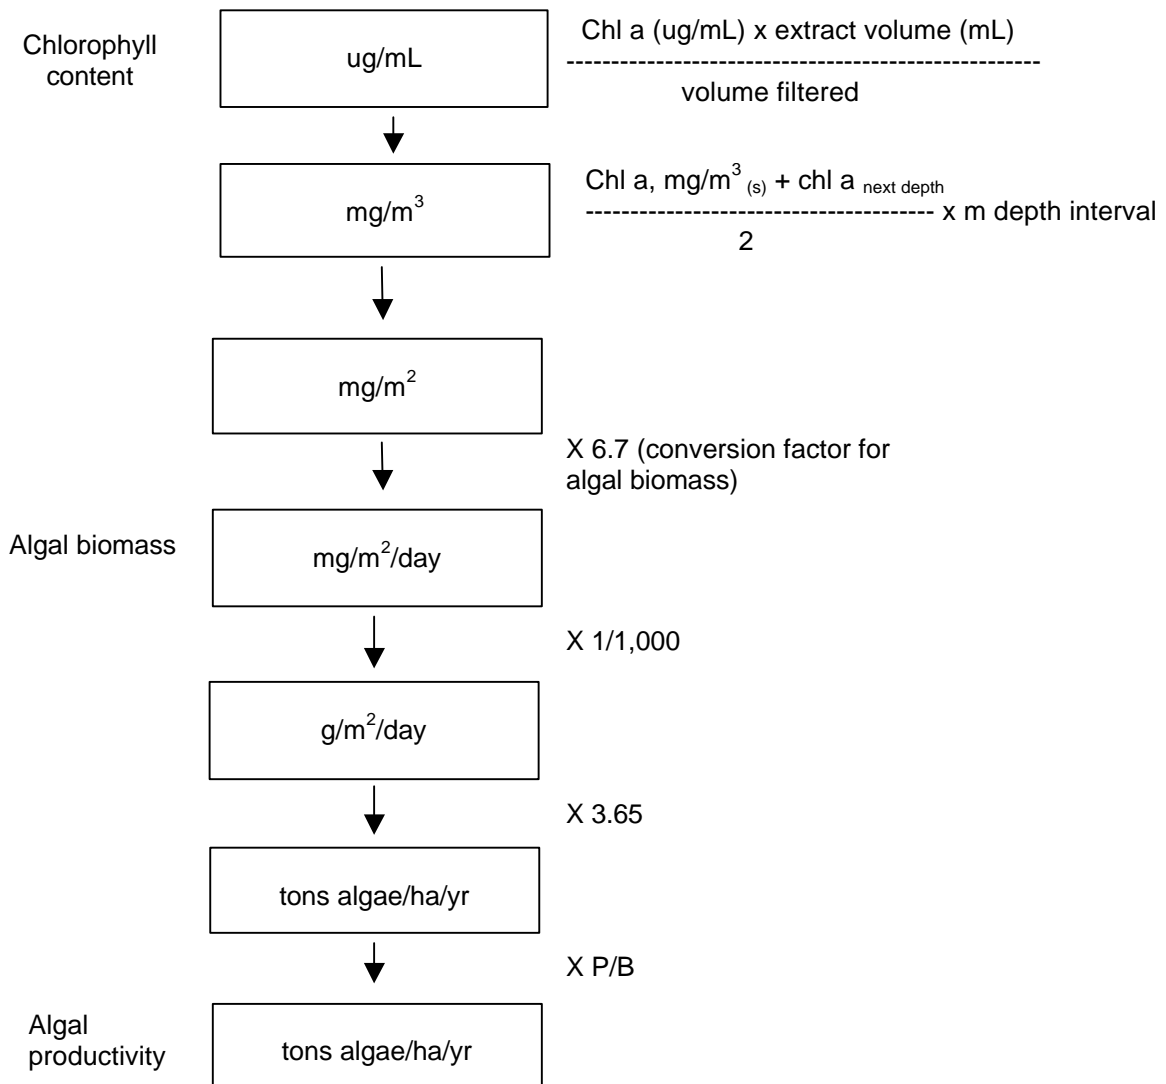 Chlorophyll
content
ug/mL
Chl a (ug/mL) x extract volume (mL)
-----------------------------------------------------
volume filtered
mg/m³
Chl a, mg/m³ (s) + chl a next depth
--------------------------------------- x m depth interval
2
mg/m²
X 6.7 (conversion factor for
algal biomass)
Algal biomass
mg/m²/day
X 1/1,000
g/m²/day
X 3.65
tons algae/ha/yr
X P/B
Algal
productivity
tons algae/ha/yr